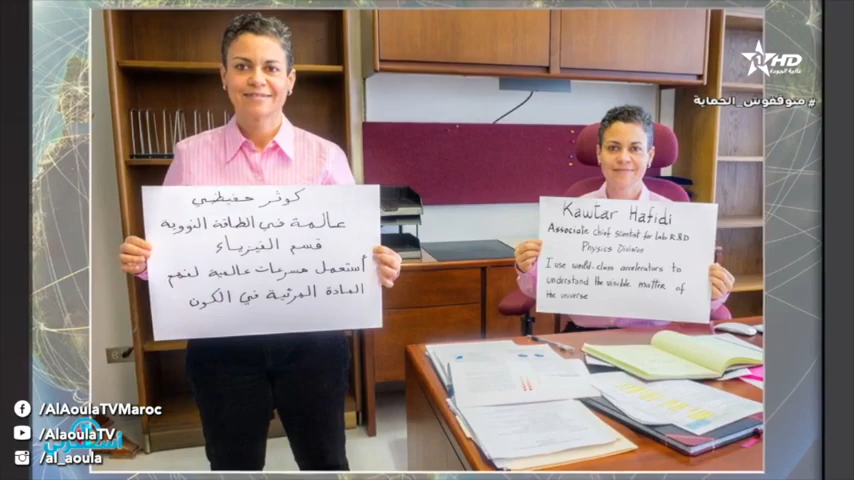 HD
#متوقفوش_الحماية
كوثر حفيظي
عالمة في الطاقة النووية
قسم الفيزياء
أستعمل مسرعات عالمية لفهم
المادة المرئية في الكون
Kawtar Hafidi
Associate chief scientist for Lab R&D
Physics Division
I use world-class accelerators to
understand the visible matter of
the universe
/AlAoulaTVMaroc
/AlaoulaTV
/al_aoula